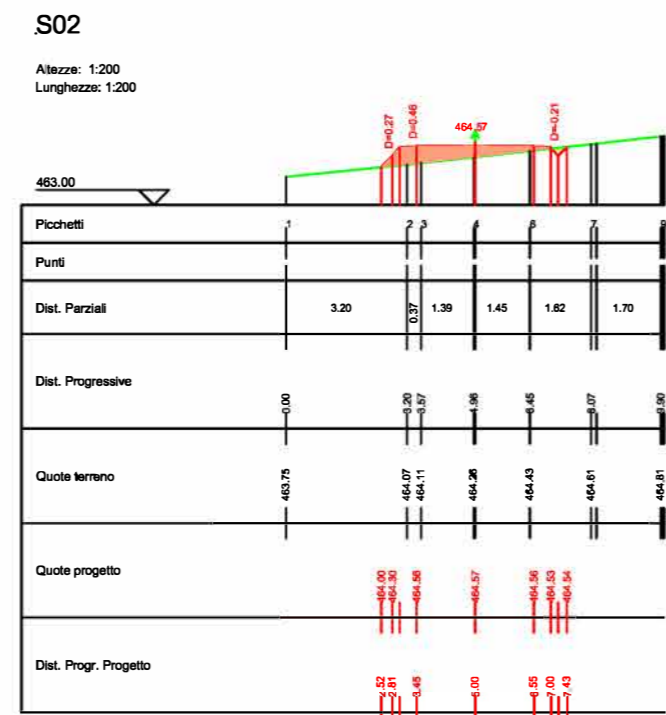 S02
Altezze: 1:200
Lunghezze: 1:200
D=0.27
D=0.46
464.57
D=-0.21
463.00
Picchetti 1 2 3 4 6 7 9
Punti
Dist. Parziali 3.20 0.37 1.39 1.45 1.62 1.70
Dist. Progressive 0.00 3.20 3.57 4.96 6.45 8.07 9.90
Quote terreno 463.75 464.07 464.11 464.26 464.43 464.61 464.81
Quote progetto 464.00 464.30 464.56 464.57 464.56 464.53 464.54
Dist. Progr. Progetto 2.52 2.81 3.45 5.00 6.55 7.00 7.43